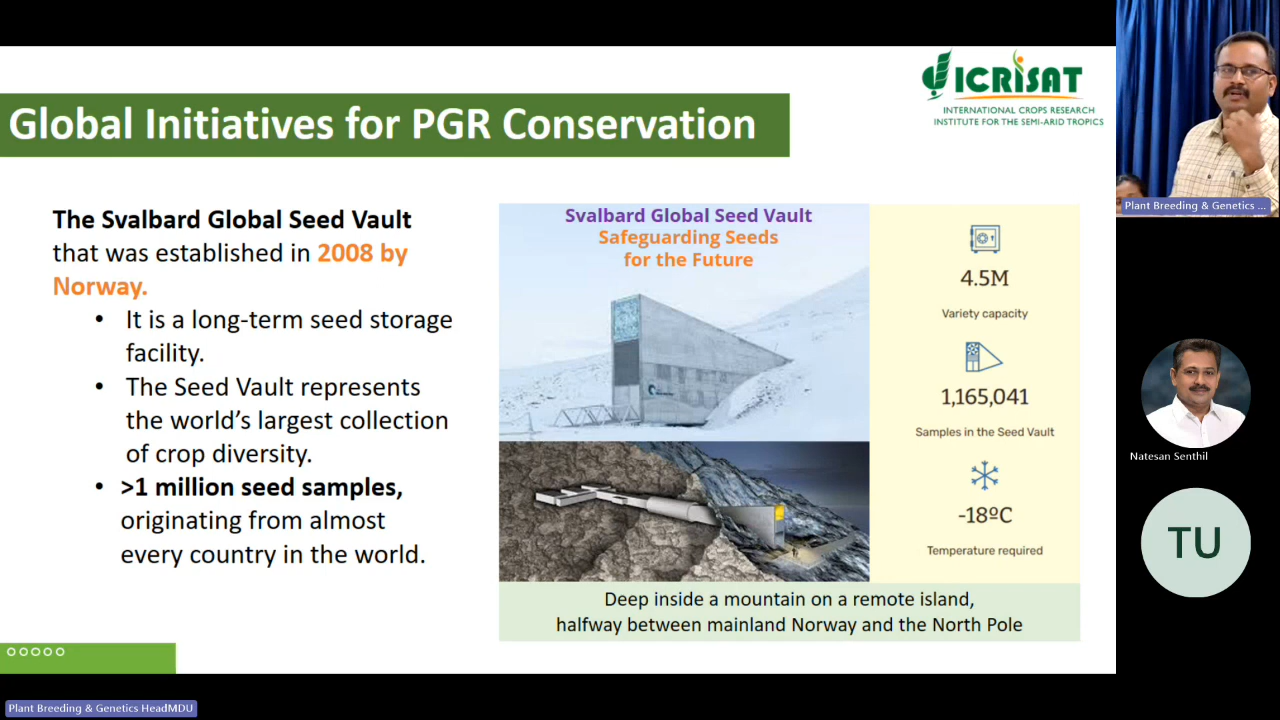 ICRISAT
INTERNATIONAL CROPS RESEARCH
INSTITUTE FOR THE SEMI-ARID TROPICS
Global Initiatives for PGR Conservation
The Svalbard Global Seed Vault
that was established in 2008 by
Norway.
• It is a long-term seed storage
facility.
• The Seed Vault represents
the world’s largest collection
of crop diversity.
• >1 million seed samples,
originating from almost
every country in the world.
Svalbard Global Seed Vault
Safeguarding Seeds
for the Future
4.5M
Variety capacity
1,165,041
Samples in the Seed Vault
-18ºC
Temperature required
Deep inside a mountain on a remote island,
halfway between mainland Norway and the North Pole
Plant Breeding & Genetics ...
Natesan Senthil
TU
Plant Breeding & Genetics HeadMDU